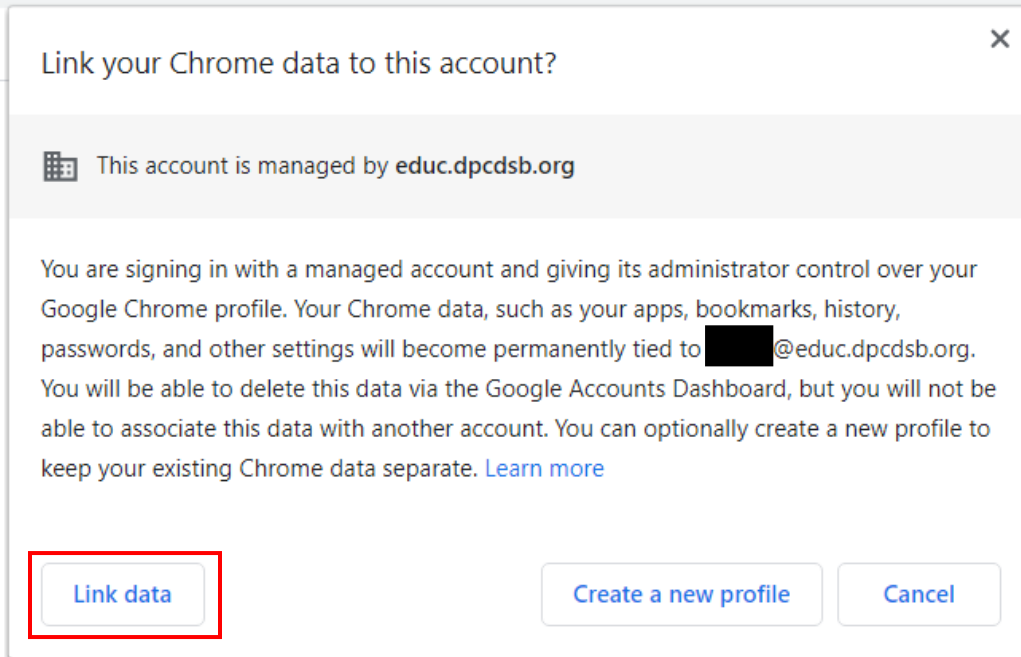 Link your Chrome data to this account?
This account is managed by educ.dpcdsb.org
You are signing in with a managed account and giving its administrator control over your
Google Chrome profile. Your Chrome data, such as your apps, bookmarks, history,
passwords, and other settings will become permanently tied to @educ.dpcdsb.org.
You will be able to delete this data via the Google Accounts Dashboard, but you will not be
able to associate this data with another account. You can optionally create a new profile to
keep your existing Chrome data separate. Learn more
Link data Create a new profile Cancel